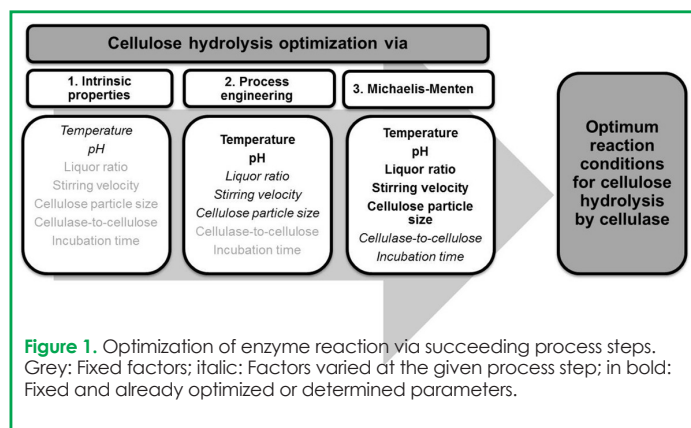 Cellulose hydrolysis optimization via
1. Intrinsic
properties
2. Process
engineering
3. Michaelis-Menten
Temperature
pH
Liquor ratio
Stirring velocity
Cellulose particle size
Cellulase-to-cellulose
Incubation time
Temperature
pH
Liquor ratio
Stirring velocity
Cellulose particle size
Cellulase-to-cellulose
Incubation time
Temperature
pH
Liquor ratio
Stirring velocity
Cellulose particle
size
Cellulase-to-cellulose
Incubation time
Optimum
reaction
conditions
for cellulose
hydrolysis
by cellulase
Figure 1. Optimization of enzyme reaction via succeeding process steps.
Grey: Fixed factors; italic: Factors varied at the given process step; in bold:
Fixed and already optimized or determined parameters.